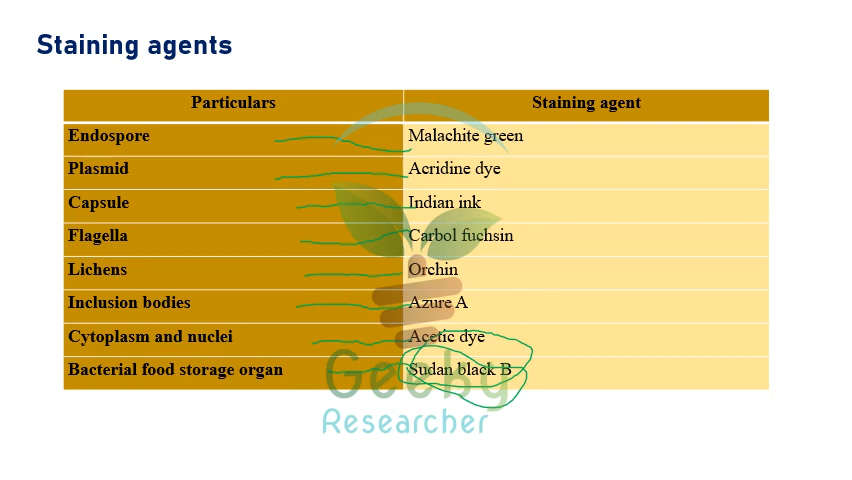 Staining agents
Particulars Staining agent
Endospore Malachite green
Plasmid Acridine dye
Capsule Indian ink
Flagella Carbol fuchsin
Lichens Orchin
Inclusion bodies Azure A
Cytoplasm and nuclei Acetic dye
Bacterial food storage organ Sudan black B
Geeby
Researcher